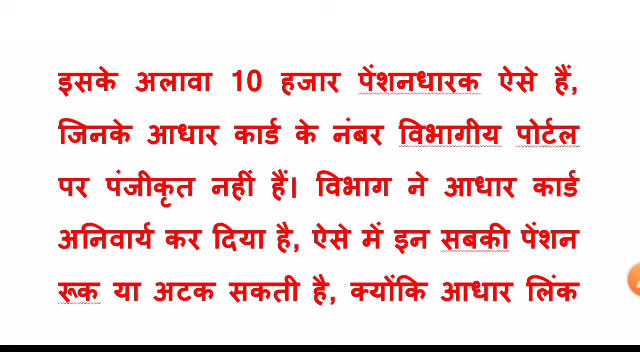 इसके अलावा 10 हजार पेंशनधारक ऐसे हैं,
जिनके आधार कार्ड के नंबर विभागीय पोर्टल
पर पंजीकृत नहीं हैं। विभाग ने आधार कार्ड
अनिवार्य कर दिया है, ऐसे में इन सबकी पेंशन
रूक या अटक सकती है, क्योंकि आधार लिंक